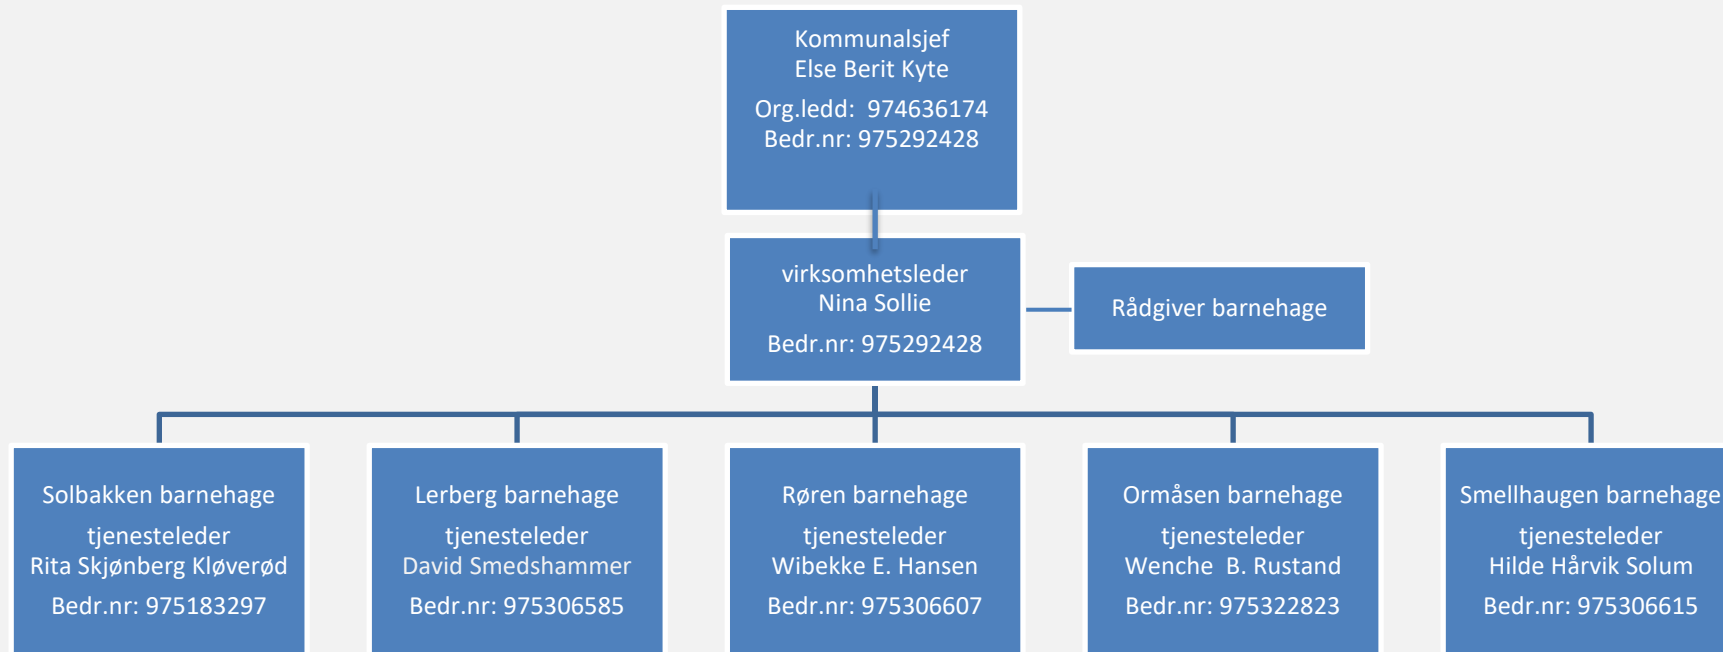 Kommunalsjef
Else Berit Kyte
Org.ledd: 974636174
Bedr.nr: 975292428
virksomhetsleder
Nina Sollie
Bedr.nr: 975292428
Rådgiver barnehage
Solbakken barnehage
tjenesteleder
Rita Skjønberg Kløverød
Bedr.nr: 975183297
Lerberg barnehage
tjenesteleder
David Smedshammer
Bedr.nr: 975306585
Røren barnehage
tjenesteleder
Wibekke E. Hansen
Bedr.nr: 975306607
Ormåsen barnehage
tjenesteleder
Wenche B. Rustand
Bedr.nr: 975322823
Smellhaugen barnehage
tjenesteleder
Hilde Hårvik Solum
Bedr.nr: 975306615